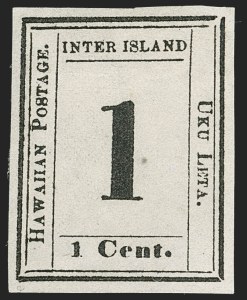 INTER ISLAND
HAWAIIAN POSTAGE.
1
UKU LETA.
1 Cent.